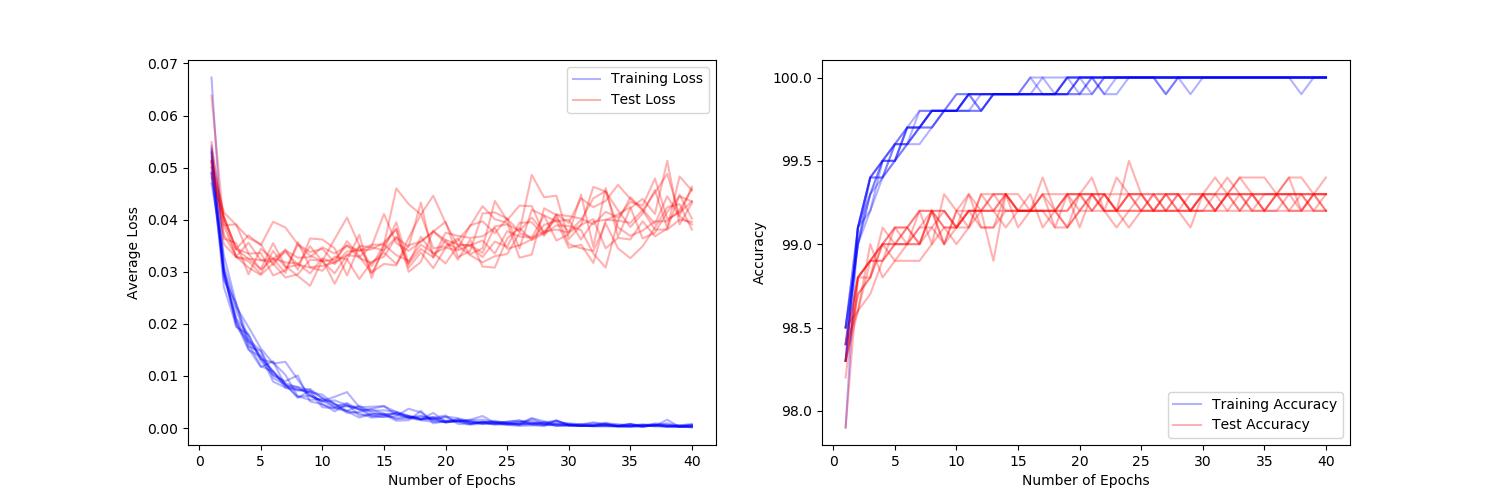 0.07
0.06
0.05
0.04
0.03
0.02
0.01
0.00
Average Loss
0 5 10 15 20 25 30 35 40
Number of Epochs
Training Loss
Test Loss
100.0
99.5
99.0
98.5
98.0
Accuracy
0 5 10 15 20 25 30 35 40
Number of Epochs
Training Accuracy
Test Accuracy